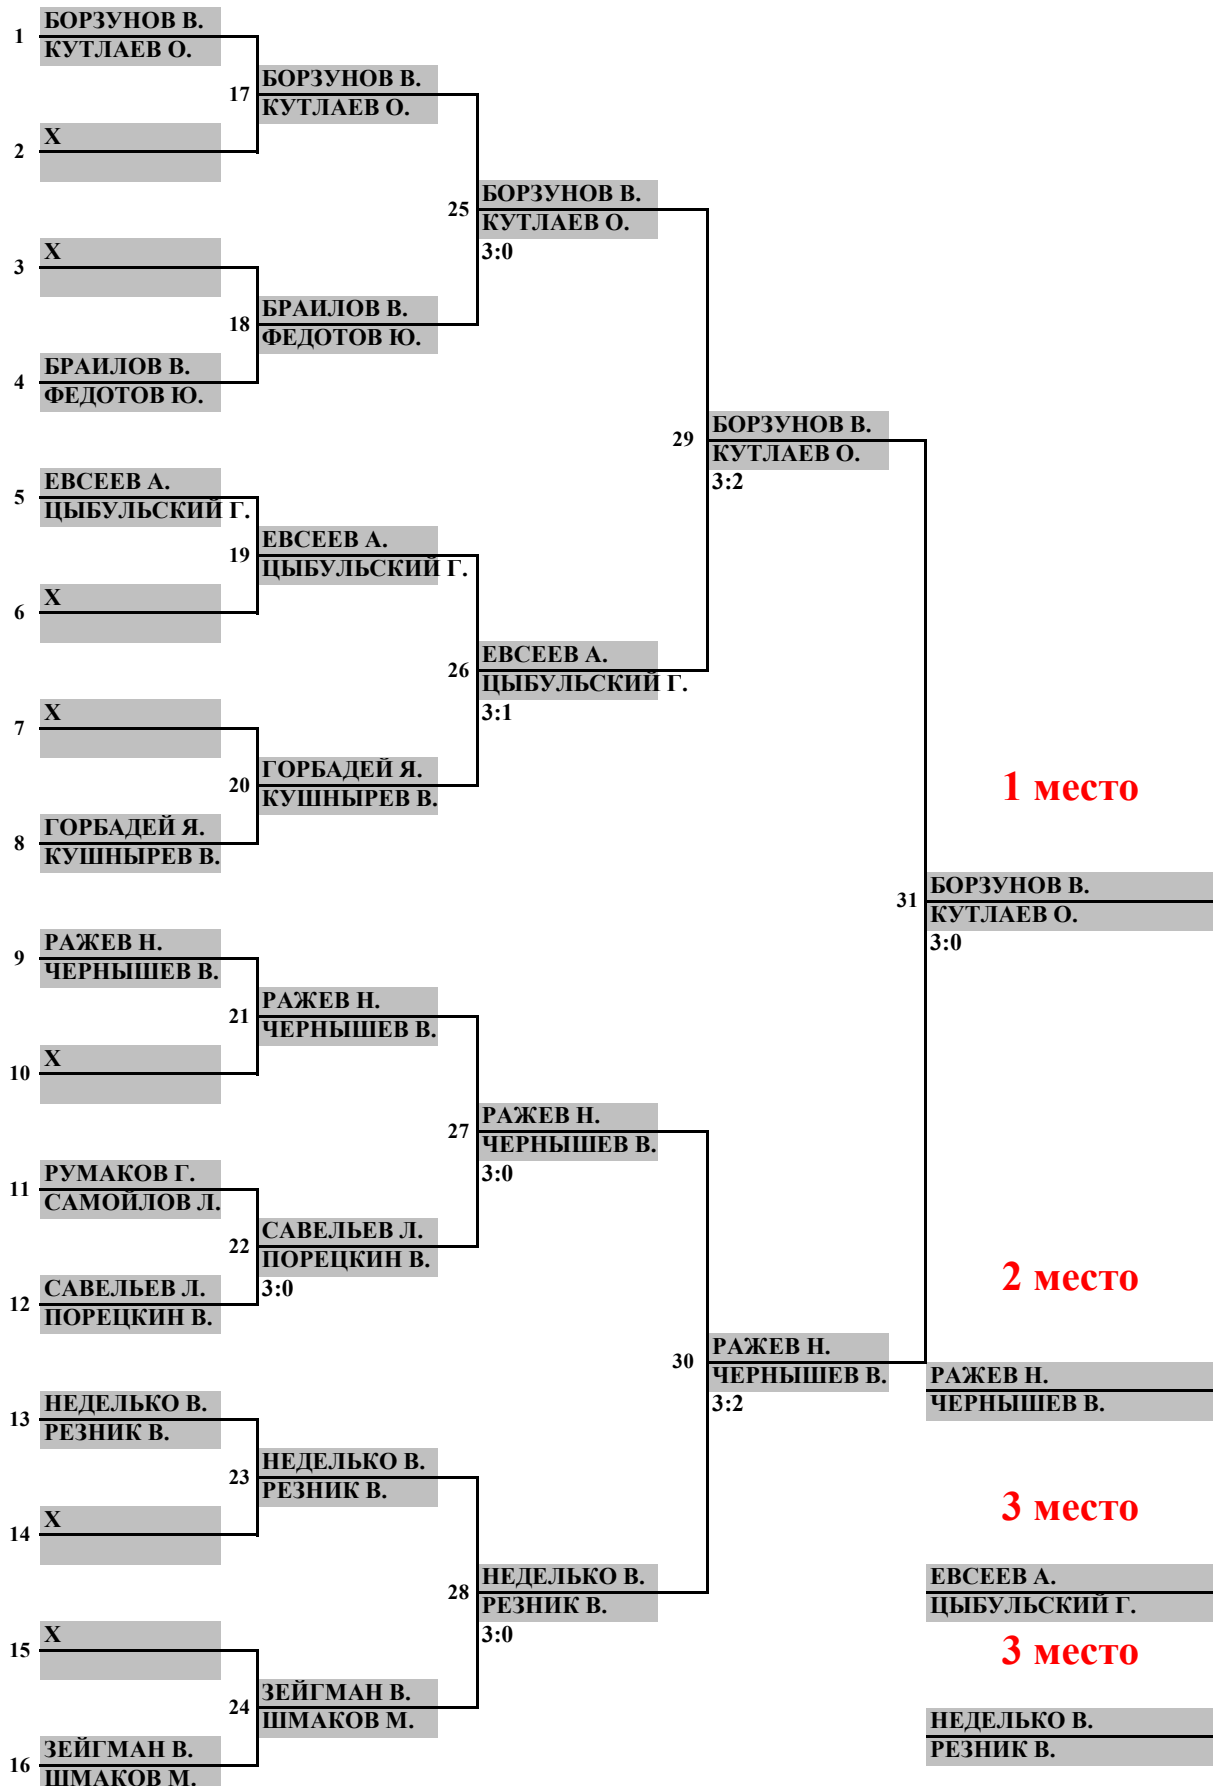 БОРЗУНОВ В.
1
КУТЛАЕВ О.
БОРЗУНОВ В.
17
КУТЛАЕВ О.
X
2
БОРЗУНОВ В.
25
КУТЛАЕВ О.
3:0
X
3
БРАИЛОВ В.
18
ФЕДОТОВ Ю.
БРАИЛОВ В.
4
ФЕДОТОВ Ю.
БОРЗУНОВ В.
29
КУТЛАЕВ О.
3:2
ЕВСЕЕВ А.
5
ЦЫБУЛЬСКИЙ Г.
ЕВСЕЕВ А.
19
ЦЫБУЛЬСКИЙ Г.
X
6
ЕВСЕЕВ А.
26
ЦЫБУЛЬСКИЙ Г.
3:1
X
7
ГОРБАДЕЙ Я.
20
КУШНЫРЕВ В.
1 место
ГОРБАДЕЙ Я.
8
КУШНЫРЕВ В.
БОРЗУНОВ В.
31
КУТЛАЕВ О.
3:0
РАЖЕВ Н.
9
ЧЕРНЫШЕВ В.
РАЖЕВ Н.
21
ЧЕРНЫШЕВ В.
X
10
РАЖЕВ Н.
27
ЧЕРНЫШЕВ В.
3:0
РУМАКОВ Г.
11
САМОЙЛОВ Л.
САВЕЛЬЕВ Л.
22
ПОРЕЦКИН В.
3:0
2 место
САВЕЛЬЕВ Л.
12
ПОРЕЦКИН В.
РАЖЕВ Н.
30
ЧЕРНЫШЕВ В.
3:2
РАЖЕВ Н.
ЧЕРНЫШЕВ В.
НЕДЕЛЬКО В.
13
РЕЗНИК В.
НЕДЕЛЬКО В.
23
РЕЗНИК В.
3 место
X
14
НЕДЕЛЬКО В.
28
РЕЗНИК В.
3:0
ЕВСЕЕВ А.
ЦЫБУЛЬСКИЙ Г.
X
15
3 место
ЗЕЙГМАН В.
24
ШМАКОВ М.
НЕДЕЛЬКО В.
РЕЗНИК В.
ЗЕЙГМАН В.
16
ШМАКОВ М.